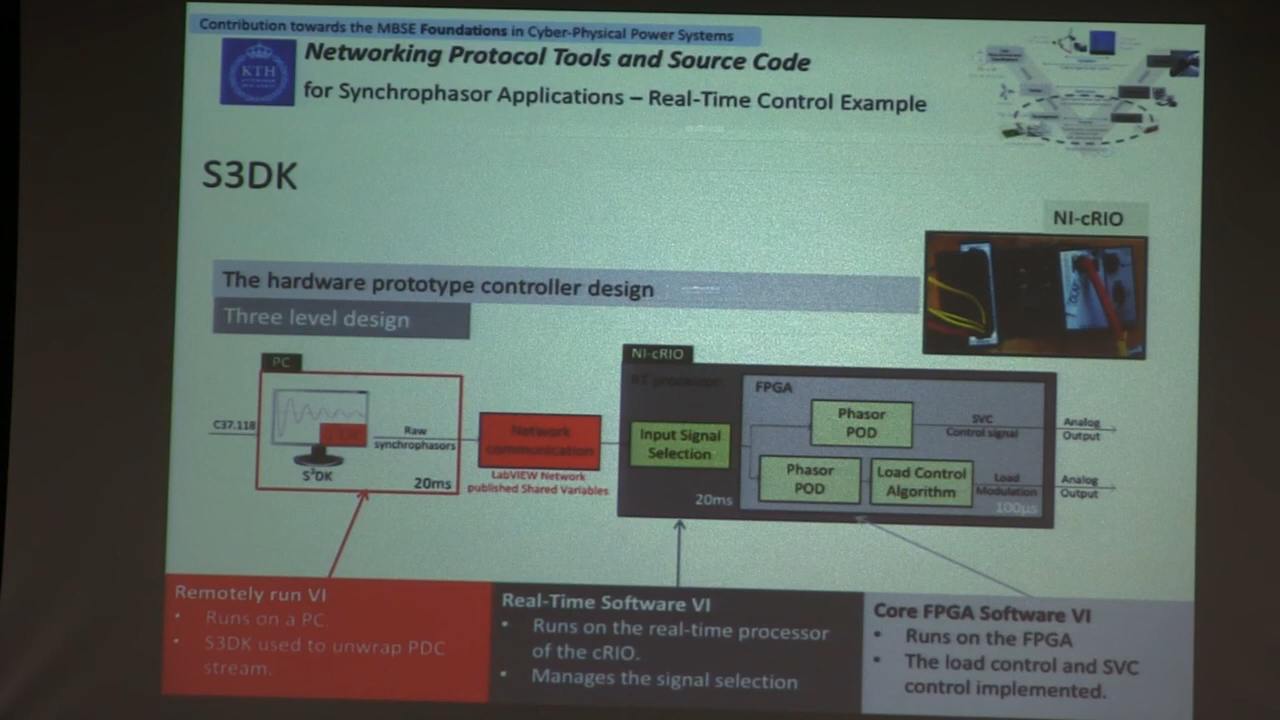 Contribution towards the MBSE Foundations in Cyber-Physical Power Systems
KTH
Networking Protocol Tools and Source Code
for Synchrophasor Applications – Real-Time Control Example
S3DK
NI-cRIO
The hardware prototype controller design
Three level design
PC
C37.118
S³DK
Raw
synchrophasors
20ms
Network
communication
LabVIEW Network
published Shared Variables
NI-cRIO
RT processor
Input Signal
Selection
20ms
FPGA
Phasor
POD
SVC
Control signal
Phasor
POD
Load Control
Algorithm
Load
Modulation
100µs
Analog
Output
Analog
Output
Remotely run VI
• Runs on a PC.
• S3DK used to unwrap PDC
stream.
Real-Time Software VI
• Runs on the real-time processor
of the cRIO.
• Manages the signal selection
Core FPGA Software VI
• Runs on the FPGA
• The load control and SVC
control implemented.